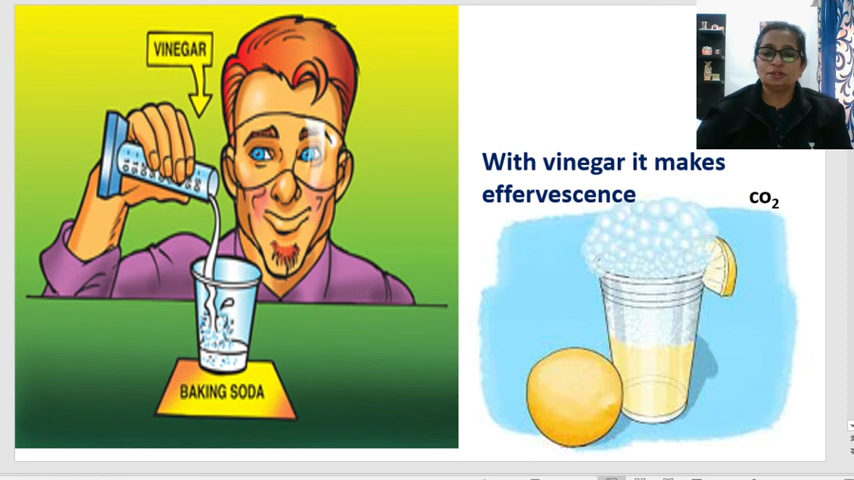 VINEGAR
With vinegar it makes
effervescence
co₂
BAKING SODA